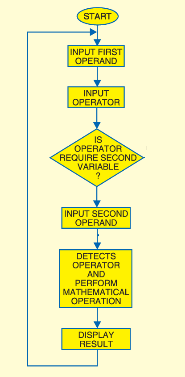 START
INPUT FIRST
OPERAND
INPUT
OPERATOR
IS
OPERATOR
REQUIRE SECOND
VARIABLE
?
INPUT SECOND
OPERAND
DETECTS
OPERATOR
AND
PERFORM
MATHEMATICAL
OPERATION
DISPLAY
RESULT